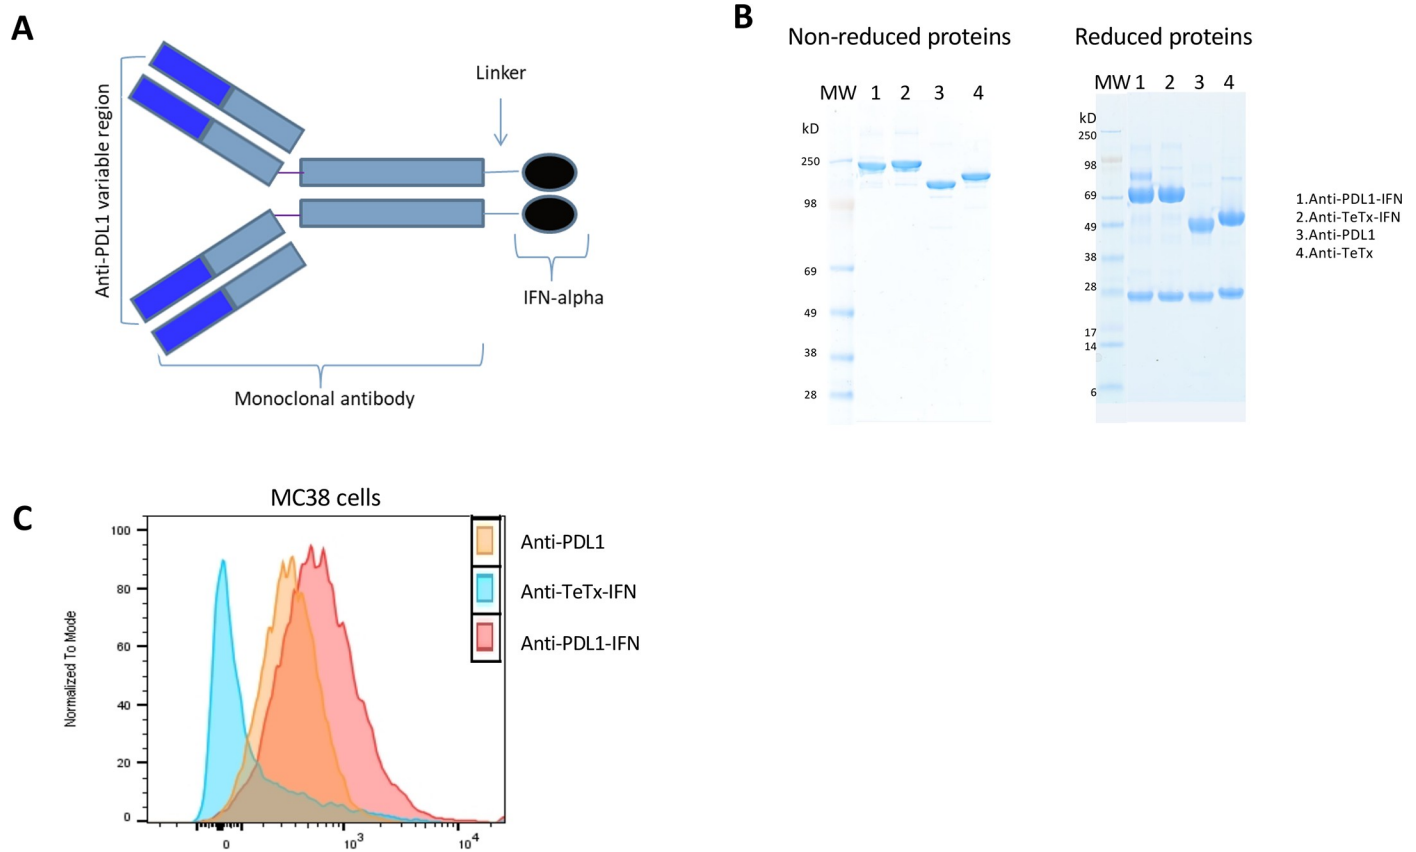 A
Linker
Anti-PDL1 variable region
IFN-alpha
Monoclonal antibody
B
Non-reduced proteins
MW 1 2 3 4
kD
250
98
69
49
38
28
Reduced proteins
MW 1 2 3 4
kD
250
98
69
49
38
28
17
14
6
1.Anti-PDL1-IFN
2.Anti-TeTx-IFN
3.Anti-PDL1
4.Anti-TeTx
C
MC38 cells
Normalized To Mode
100
80
60
40
20
0
0 10³ 10⁴
Anti-PDL1
Anti-TeTx-IFN
Anti-PDL1-IFN